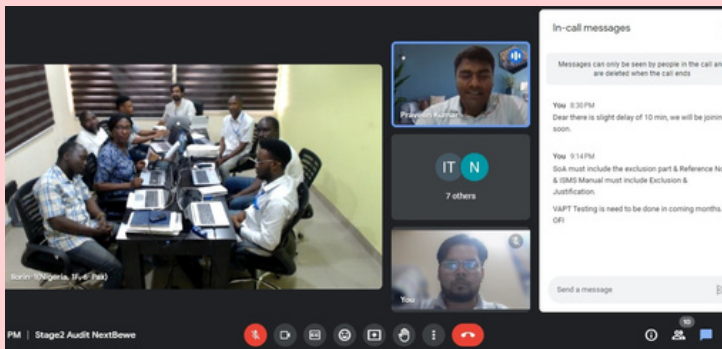 In-call messages
Messages can only be seen by people in the call an
are deleted when the call ends
You 8:30 PM
Dear there is slight delay of 10 min, we will be joinin
soon.
You 9:14 PM
SoA must include the exclusion part & Reference No
& ISMS Manual must include Exclusion &
Justification.
VAPT Testing is need to be done in coming months.
OFI
Send a message
Praveen Kumar
IT N
7 others
You
PM | Stage2 Audit NextBewe
10